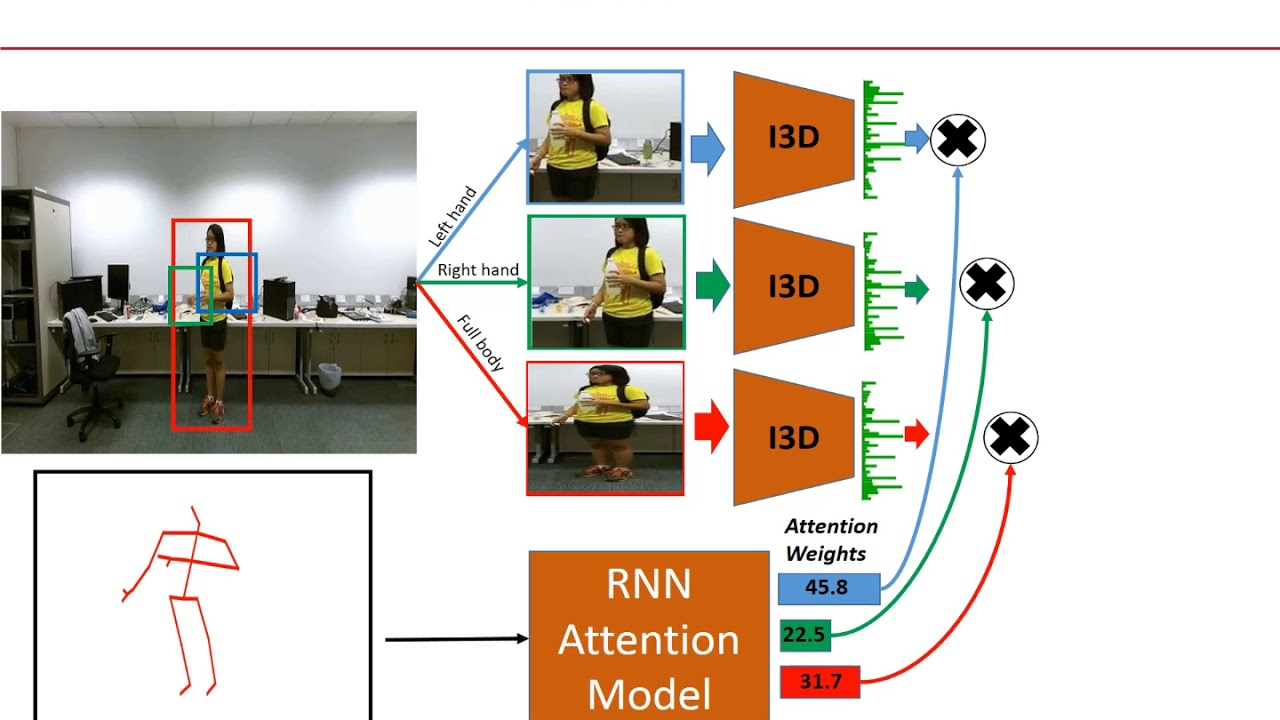 Left hand
Right hand
Full body
I3D
I3D
I3D
Attention
Weights
45.8
22.5
31.7
RNN
Attention
Model